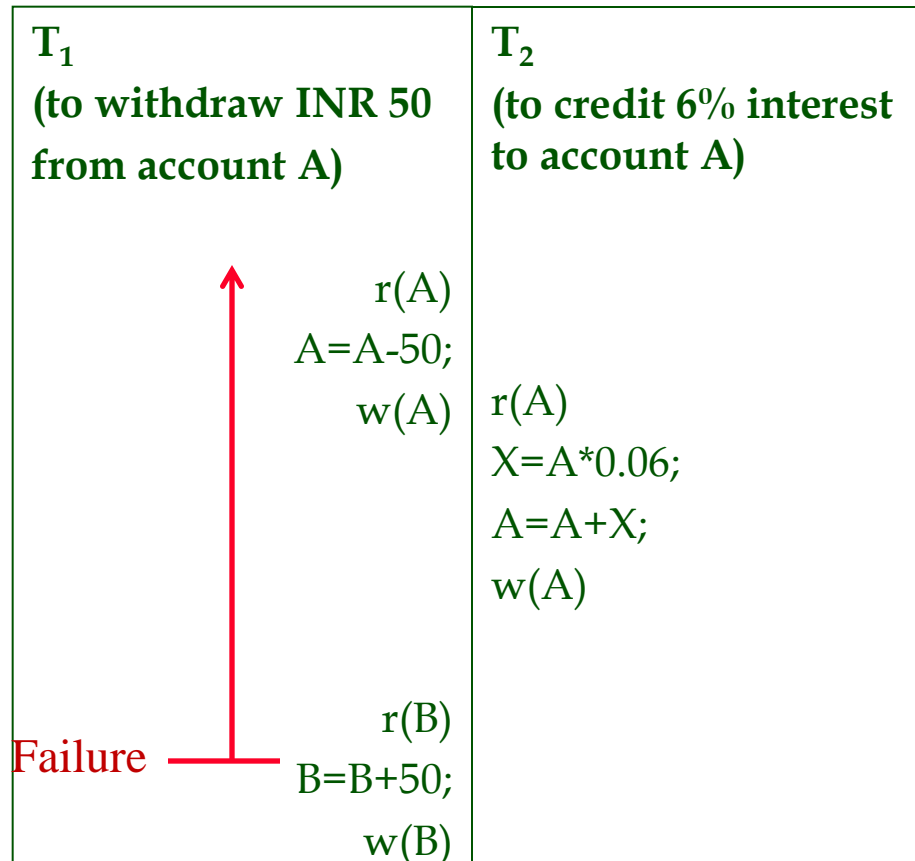 T₁
(to withdraw INR 50
from account A)
r(A)
A=A-50;
w(A)
r(B)
Failure
B=B+50;
w(B)
T₂
(to credit 6% interest
to account A)
r(A)
X=A*0.06;
A=A+X;
w(A)